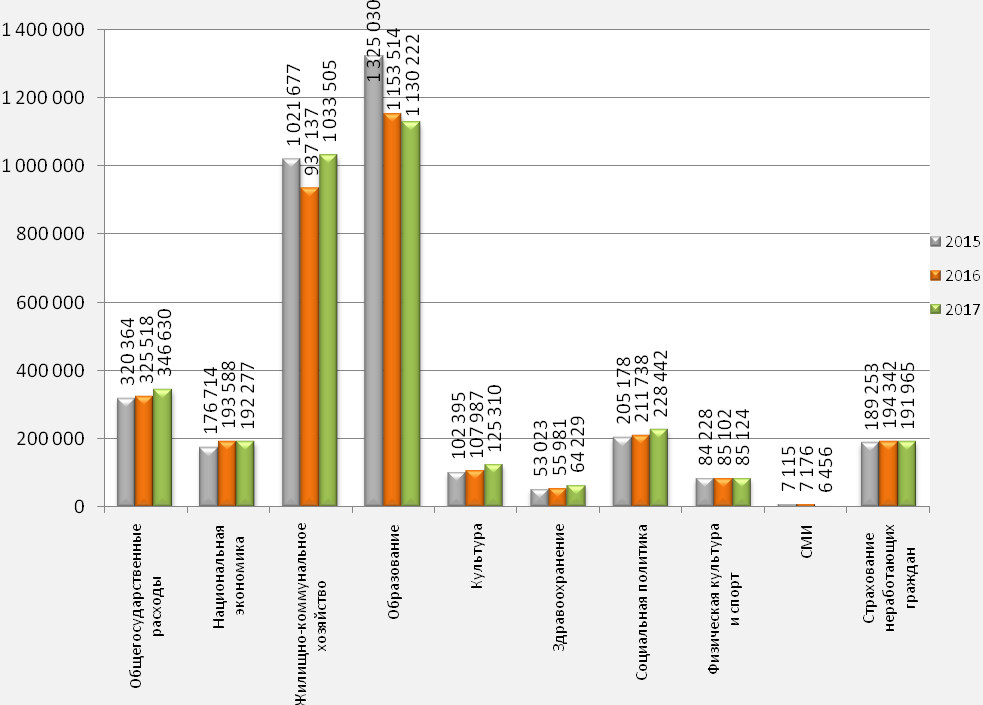 1 400 000
1 200 000
1 000 000
800 000
600 000
400 000
200 000
0
320 364
325 518
346 630
176 714
193 588
192 277
1 021 677
937 137
1 033 505
1 325 030
1 153 514
1 130 222
102 395
107 987
125 310
53 023
55 981
64 229
205 178
211 738
228 442
84 228
85 102
85 124
7 115
7 176
6 456
189 253
194 342
191 965
Общегосударственные
расходы
Национальная
экономика
Жилищно-коммунальное
хозяйство
Образование
Культура
Здравоохранение
Социальная политика
Физическая культура
и спорт
СМИ
Страхование
неработающих
граждан
2015
2016
2017